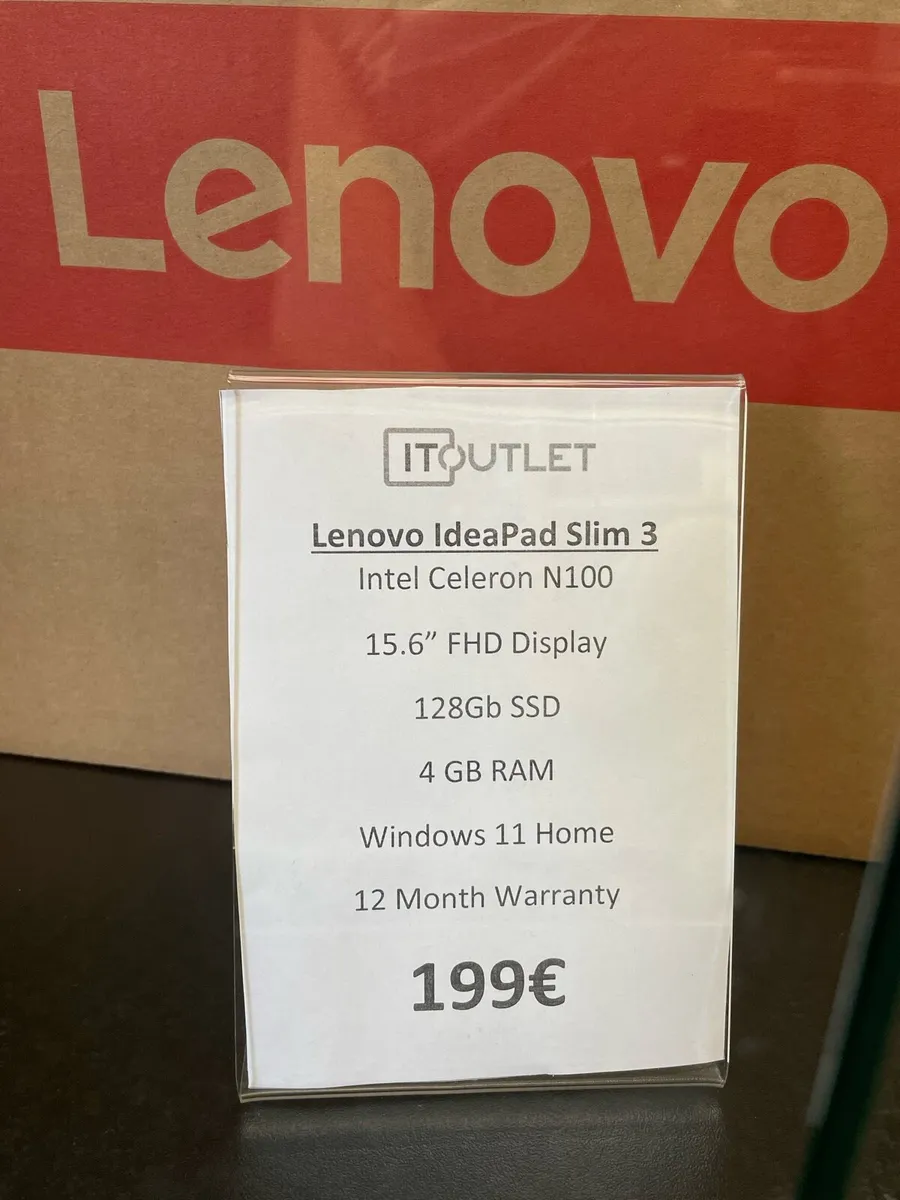 Lenovo
ITOUTLET
Lenovo IdeaPad Slim 3
Intel Celeron N100
15.6” FHD Display
128Gb SSD
4 GB RAM
Windows 11 Home
12 Month Warranty
199€